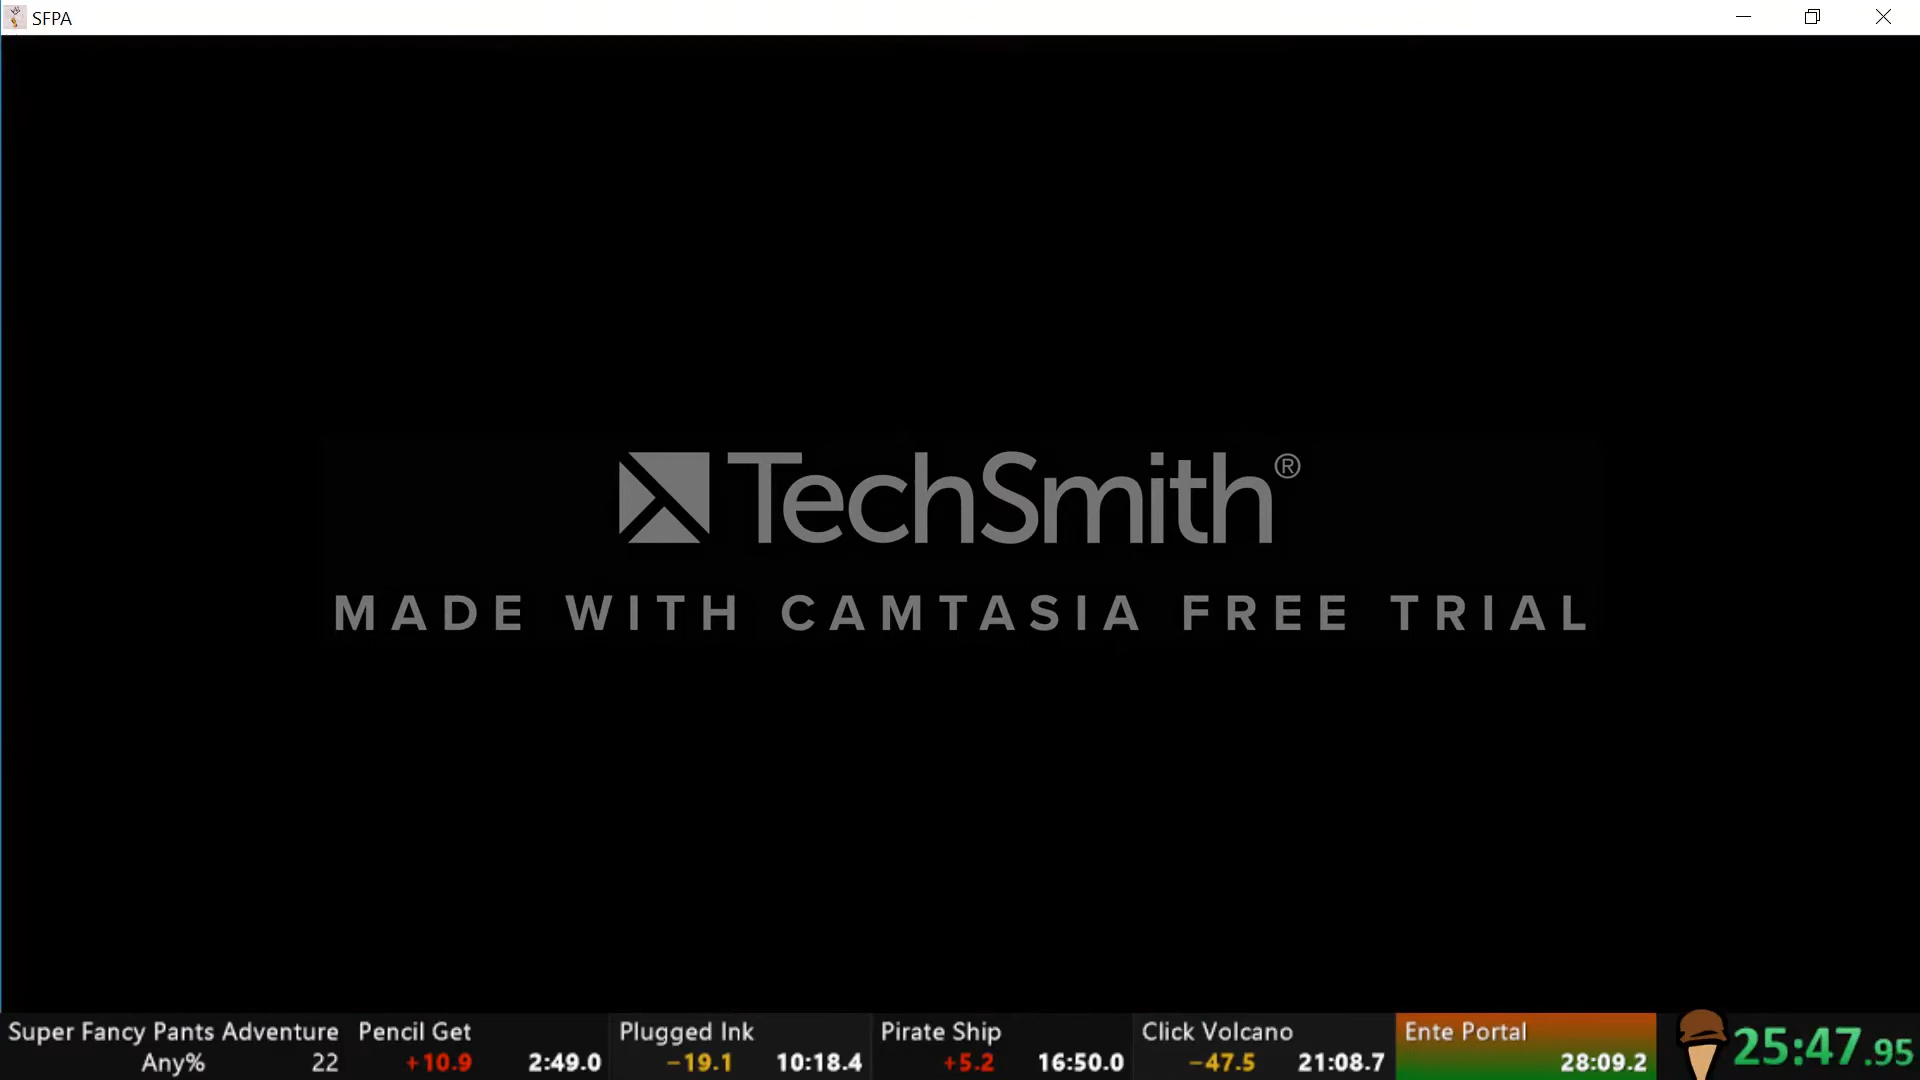 SFPA
TechSmith®
MADE WITH CAMTASIA FREE TRIAL
Super Fancy Pants Adventure
Any% 22
Pencil Get
+10.9 2:49.0
Plugged Ink
−19.1 10:18.4
Pirate Ship
+5.2 16:50.0
Click Volcano
−47.5 21:08.7
Ente Portal
28:09.2
25:47.95